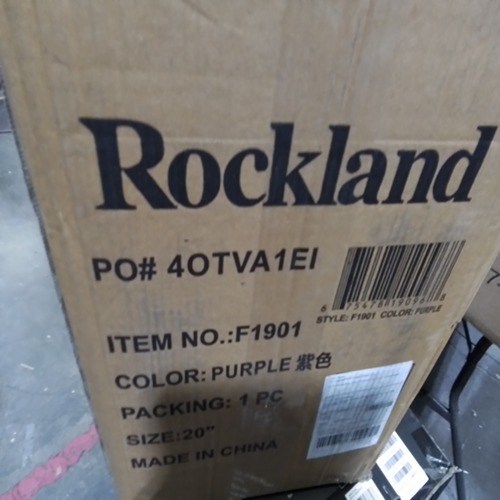 Rockland
PO# 4OTVA1EI
STYLE: F1901 COLOR: PURPLE
ITEM NO.:F1901
COLOR: PURPLE 紫色
PACKING: 1 PC
SIZE:20"
MADE IN CHINA